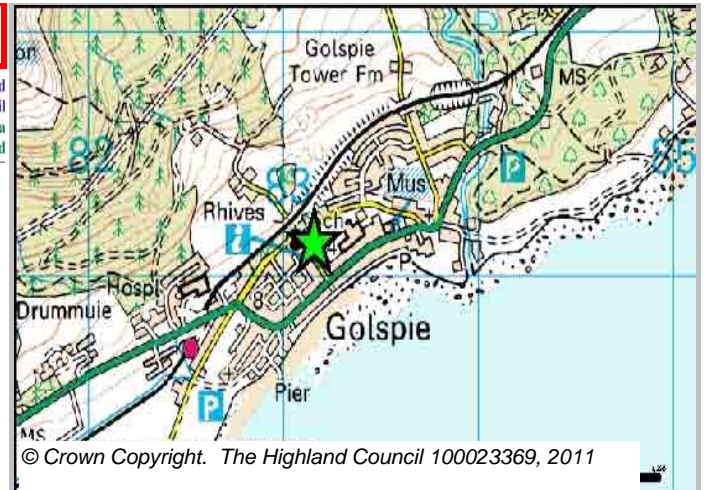 Golspie
Tower Fm
MS
82
83
85
Mus
Rhives
ch
P
Hospl
Drummuie
8
Golspie
Pier
P
MS
© Crown Copyright. The Highland Council 100023369, 2011